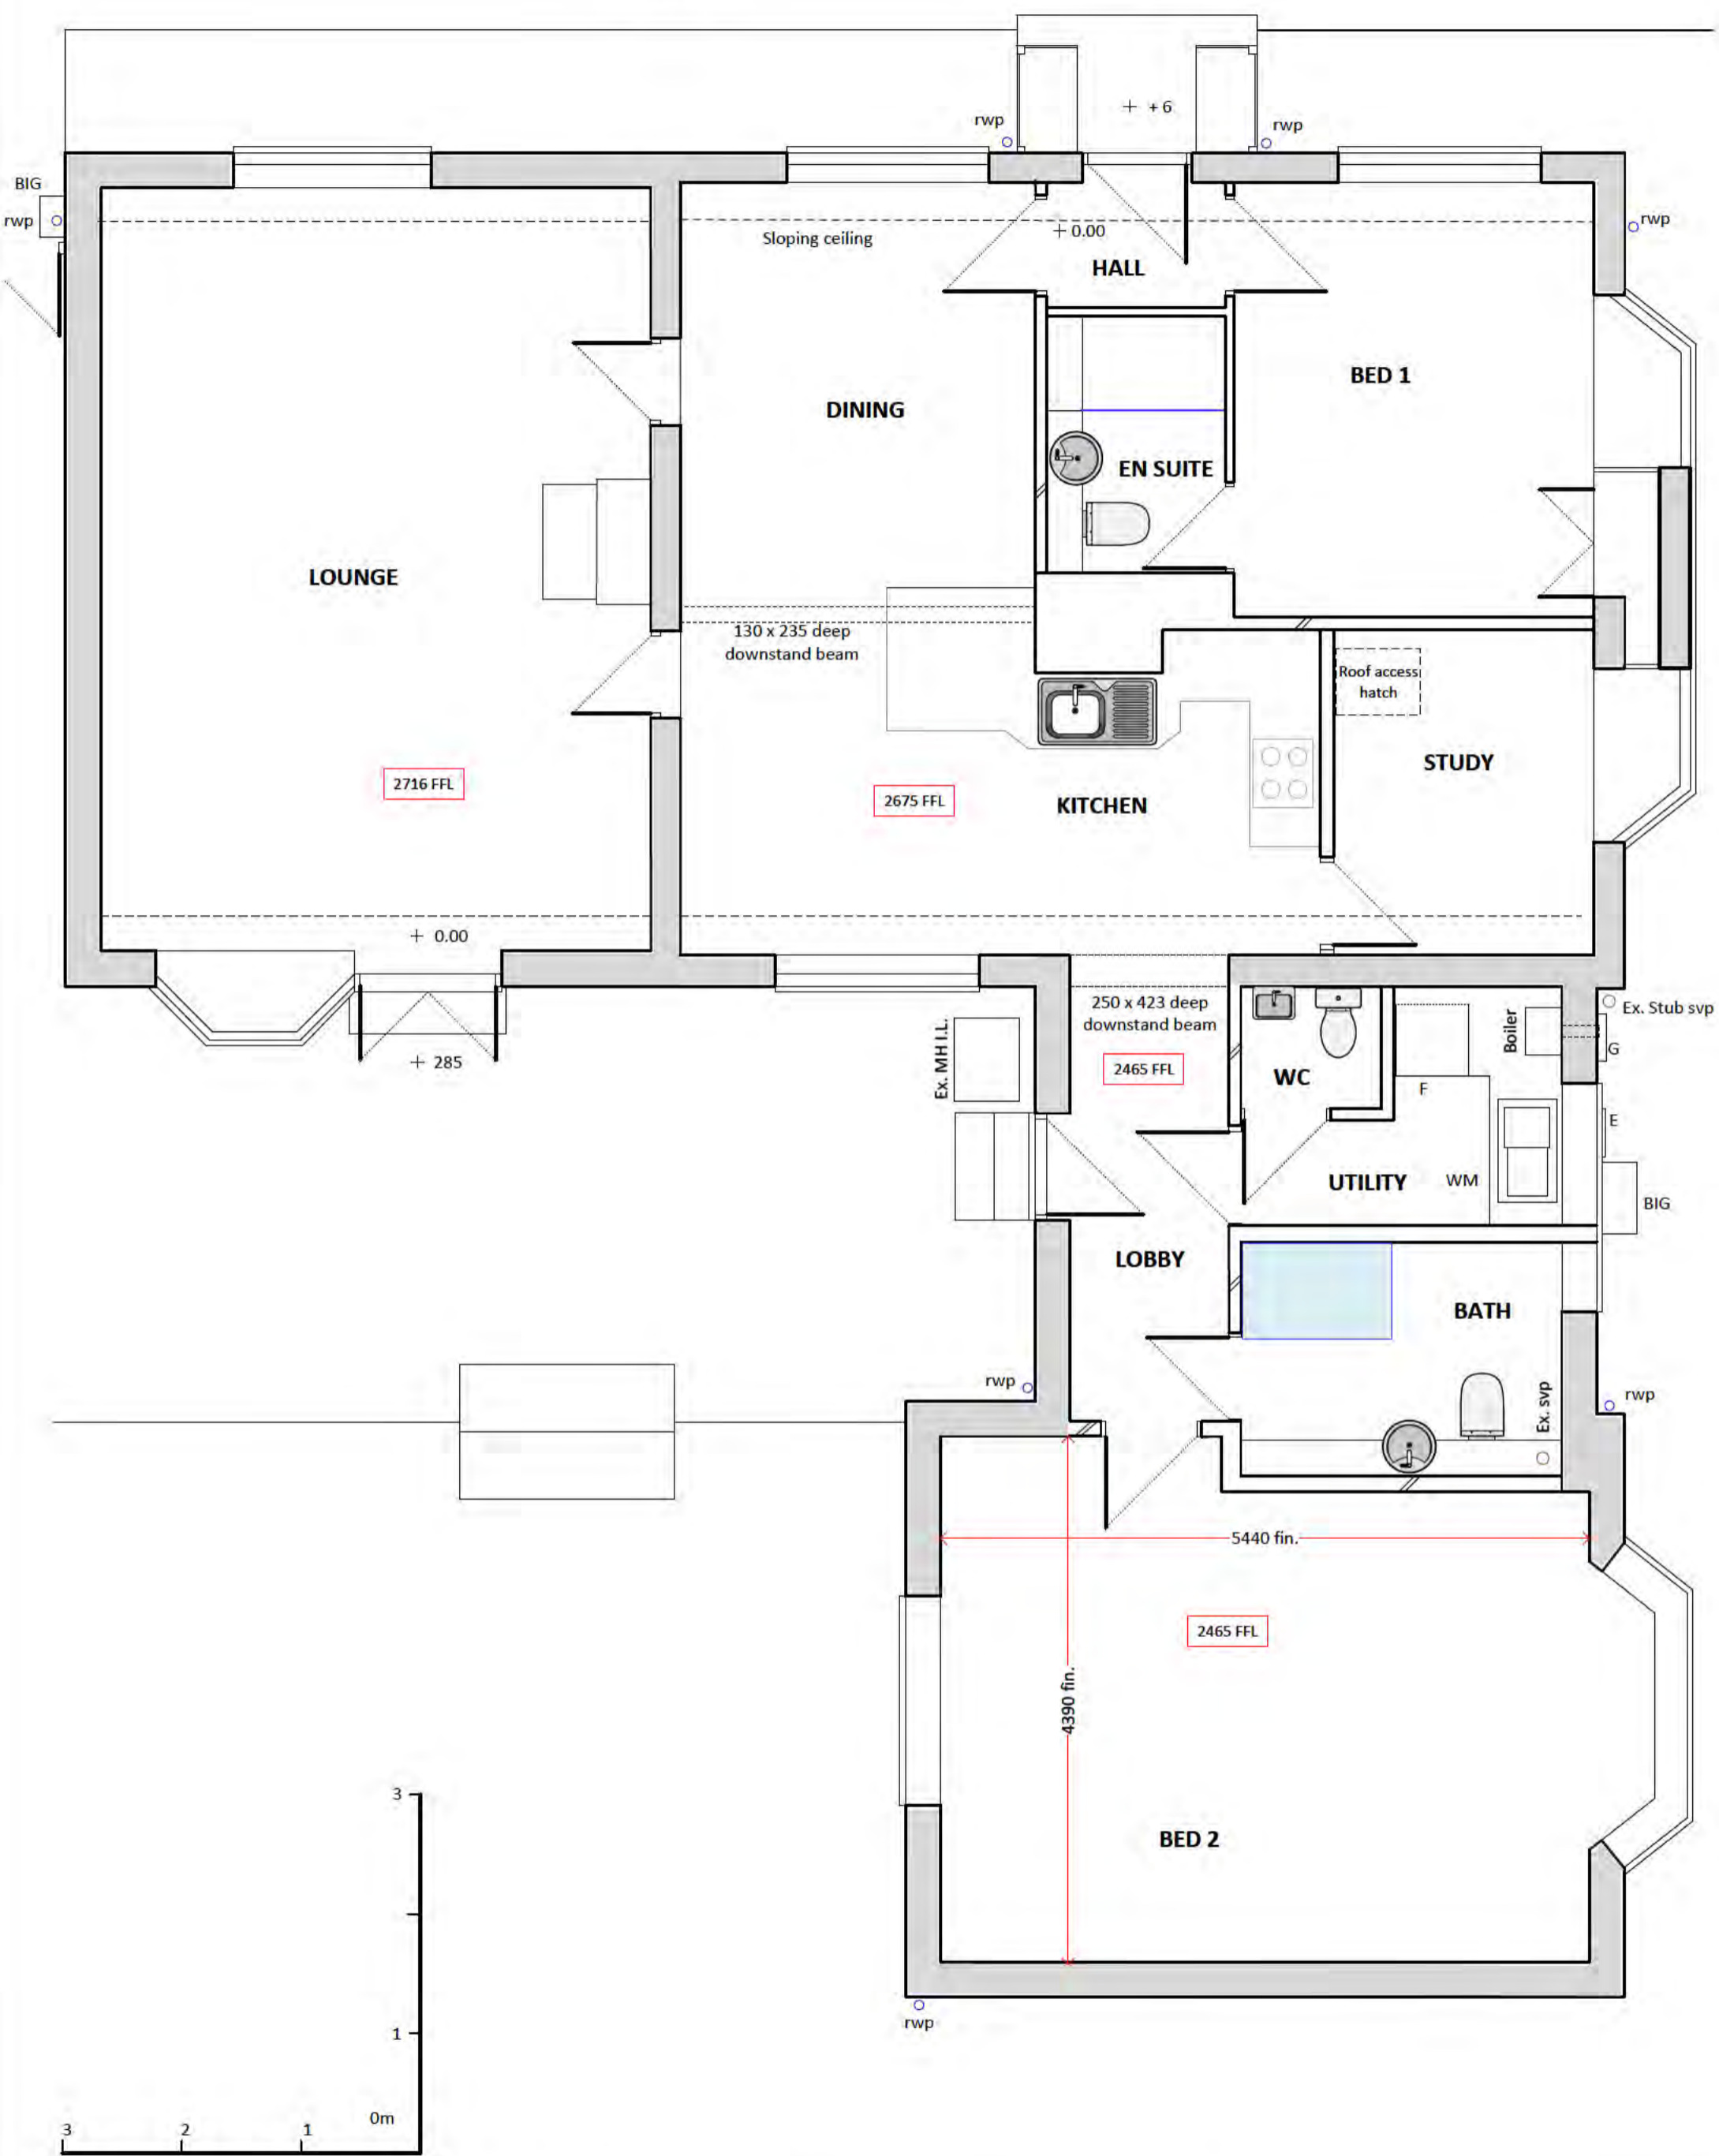 + 6
rwp
rwp
BIG
rwp
rwp
Sloping ceiling
0.00
HALL
BED 1
DINING
EN SUITE
LOUNGE
130 x 235 deep
downstand beam
Roof access
hatch
STUDY
2716 FFL
2675 FFL
KITCHEN
0.00
250 x 423 deep
downstand beam
Ex. MH I.L.
Boiler
Ex. Stub svp
G
285
2465 FFL
WC
F
E
UTILITY
WM
BIG
LOBBY
BATH
rwp
Ex. svp
rwp
5440 fin.
2465 FFL
4390 fin.
3
BED 2
rwp
1
0m
3
2
1